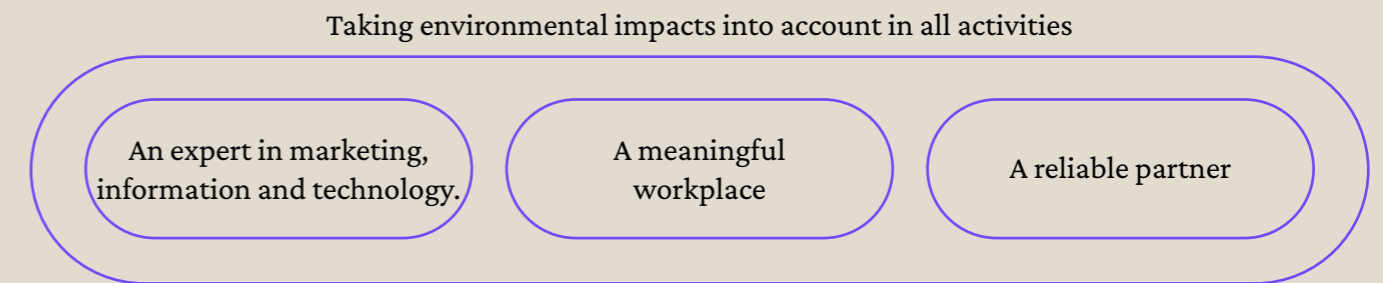 Taking environmental impacts into account in all activities
An expert in marketing,
information and technology.
A meaningful
workplace
A reliable partner